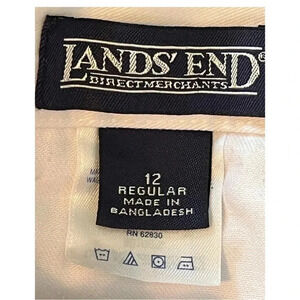 LANDS' END®
DIRECT MERCHANTS
12
REGULAR
MADE IN
BANGLADESH
RN 62830